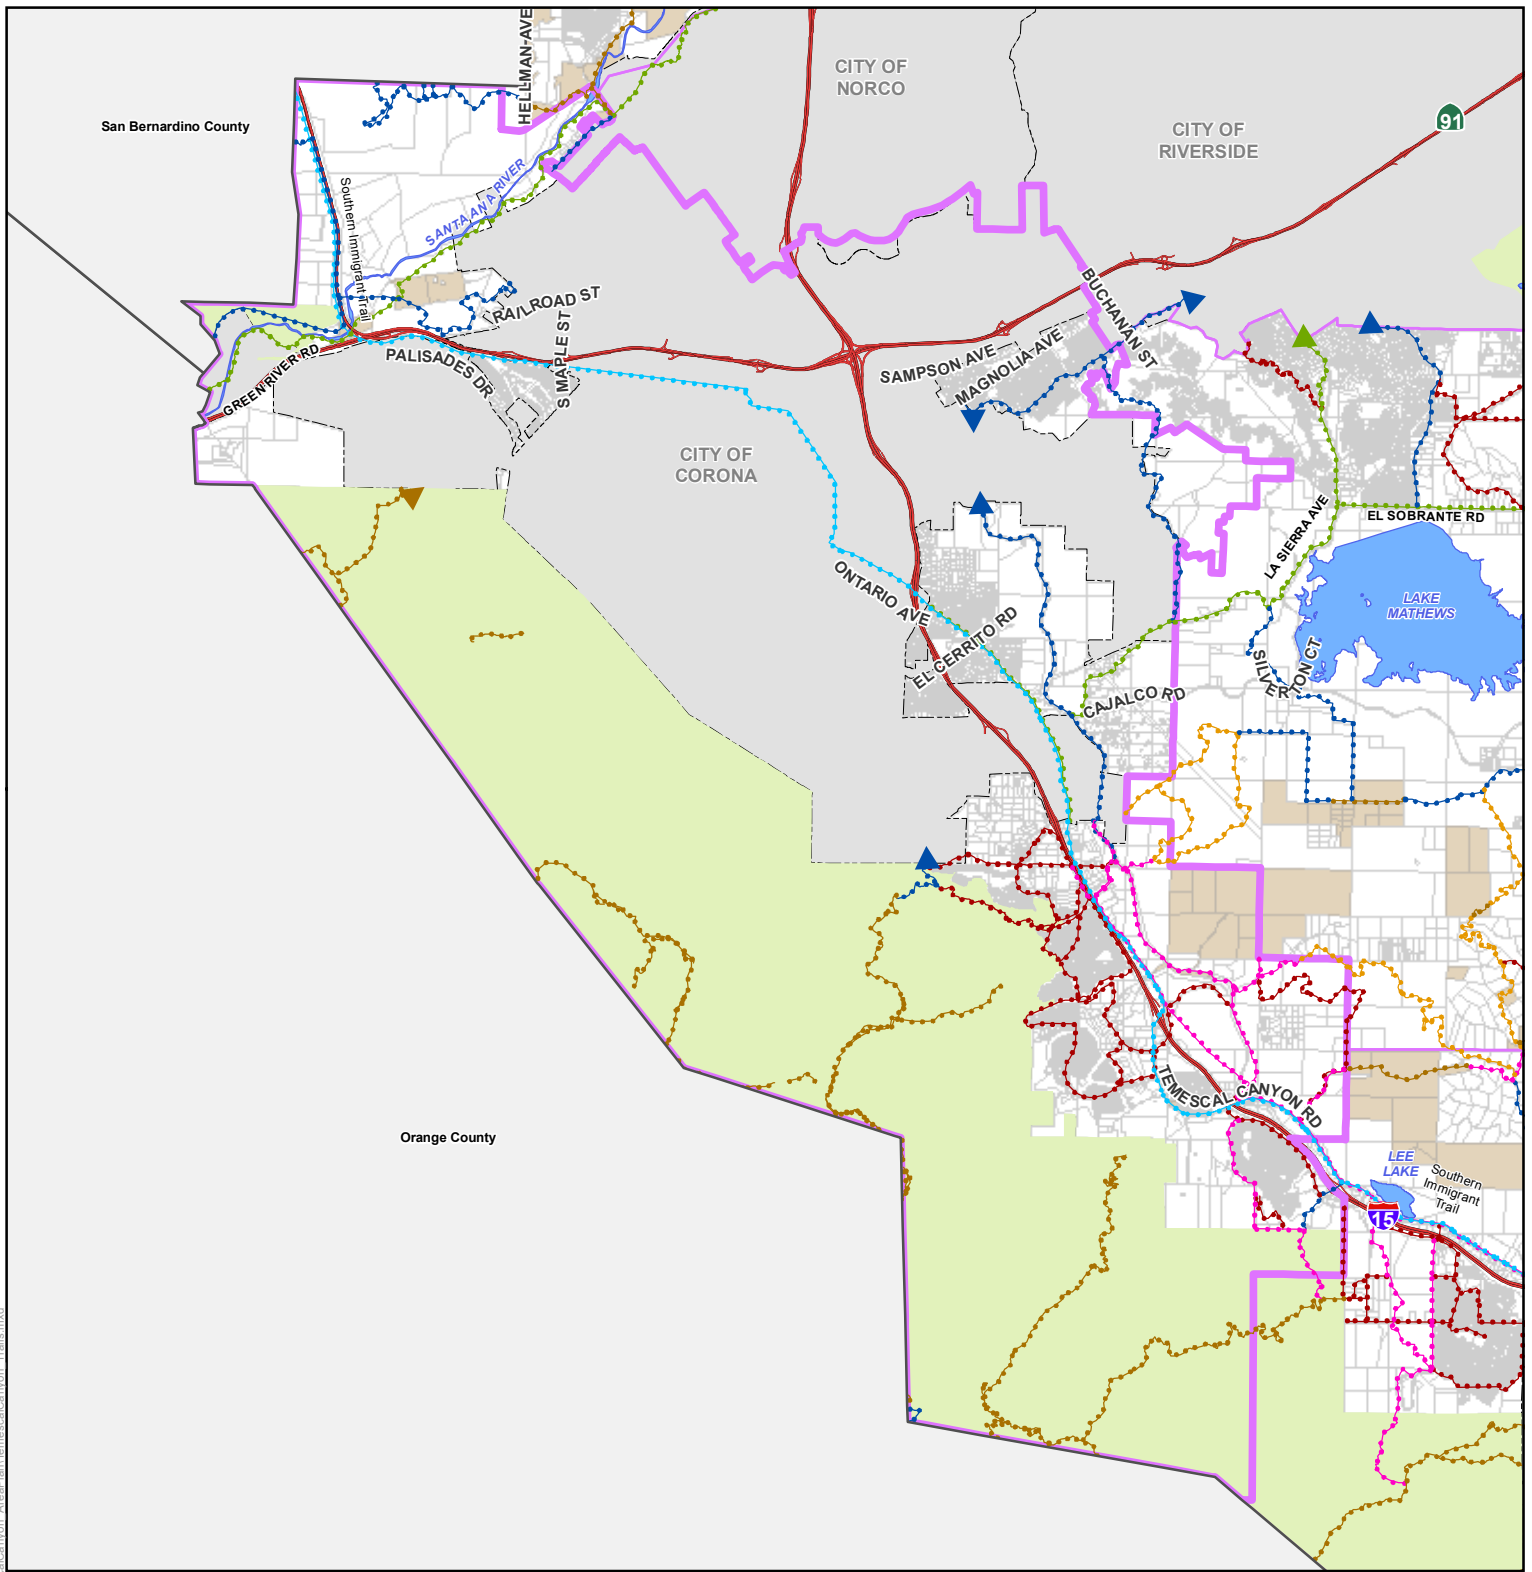 HELLMAN AVE
CITY OF
NORCO
CITY OF
RIVERSIDE
91
San Bernardino County
SANTA ANA RIVER
Southern Immigrant Trail
RAILROAD ST
S MAPLE ST
PALISADES DR
GREEN RIVER RD
BUCHANAN ST
SAMPSON AVE
MAGNOLIA AVE
CITY OF
CORONA
LA SIERRA AVE
EL SOBRANTE RD
LAKE
MATHEWS
ONTARIO AVE
EL CERRITO RD
CAJALCO RD
SILVERTON CT
TEMESCAL CANYON RD
Orange County
LEE
LAKE
Southern
Immigrant
Trail
15